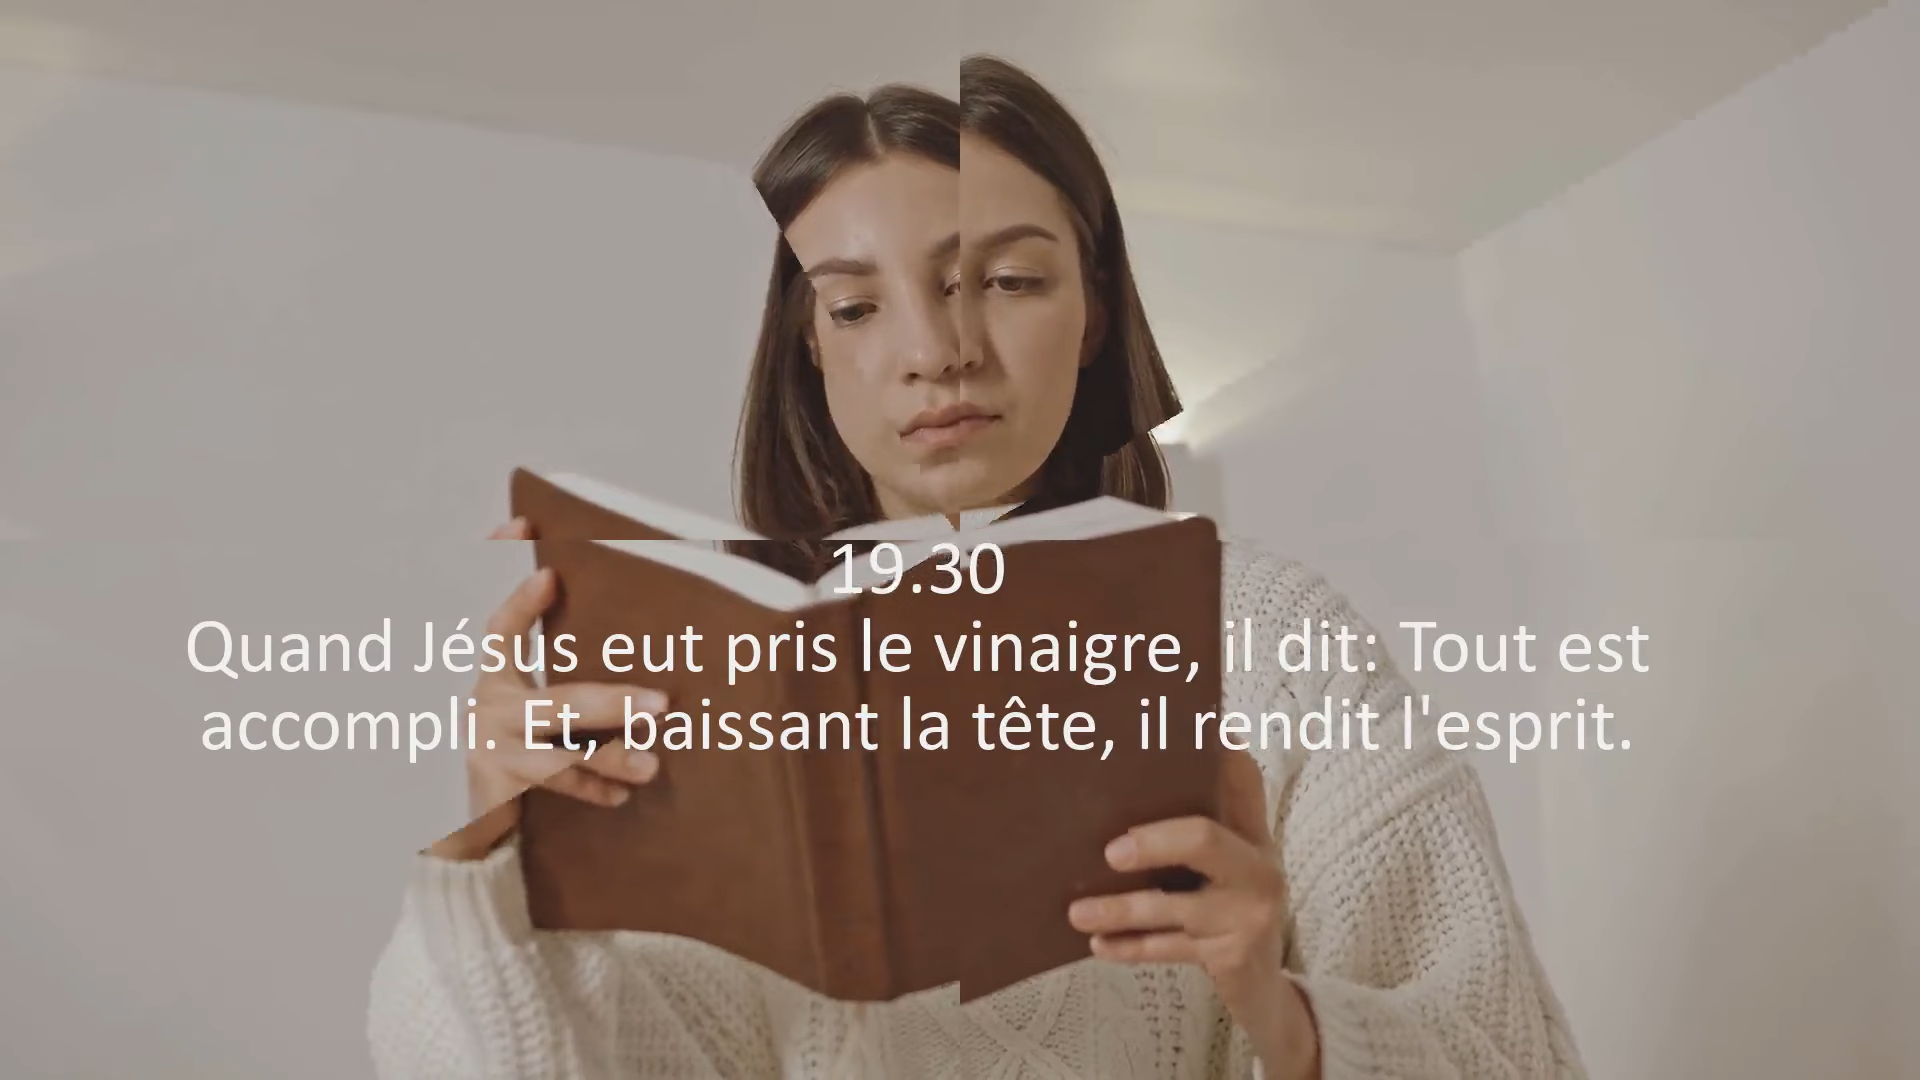 19.30
Quand Jésus eut pris le vinaigre, il dit: Tout est
accompli. Et, baissant la tête, il rendit l'esprit.